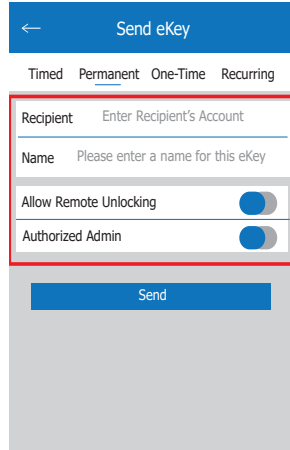 Send eKey
Timed Permanent One-Time Recurring
Recipient Enter Recipient's Account
Name Please enter a name for this eKey
Allow Remote Unlocking
Authorized Admin
Send